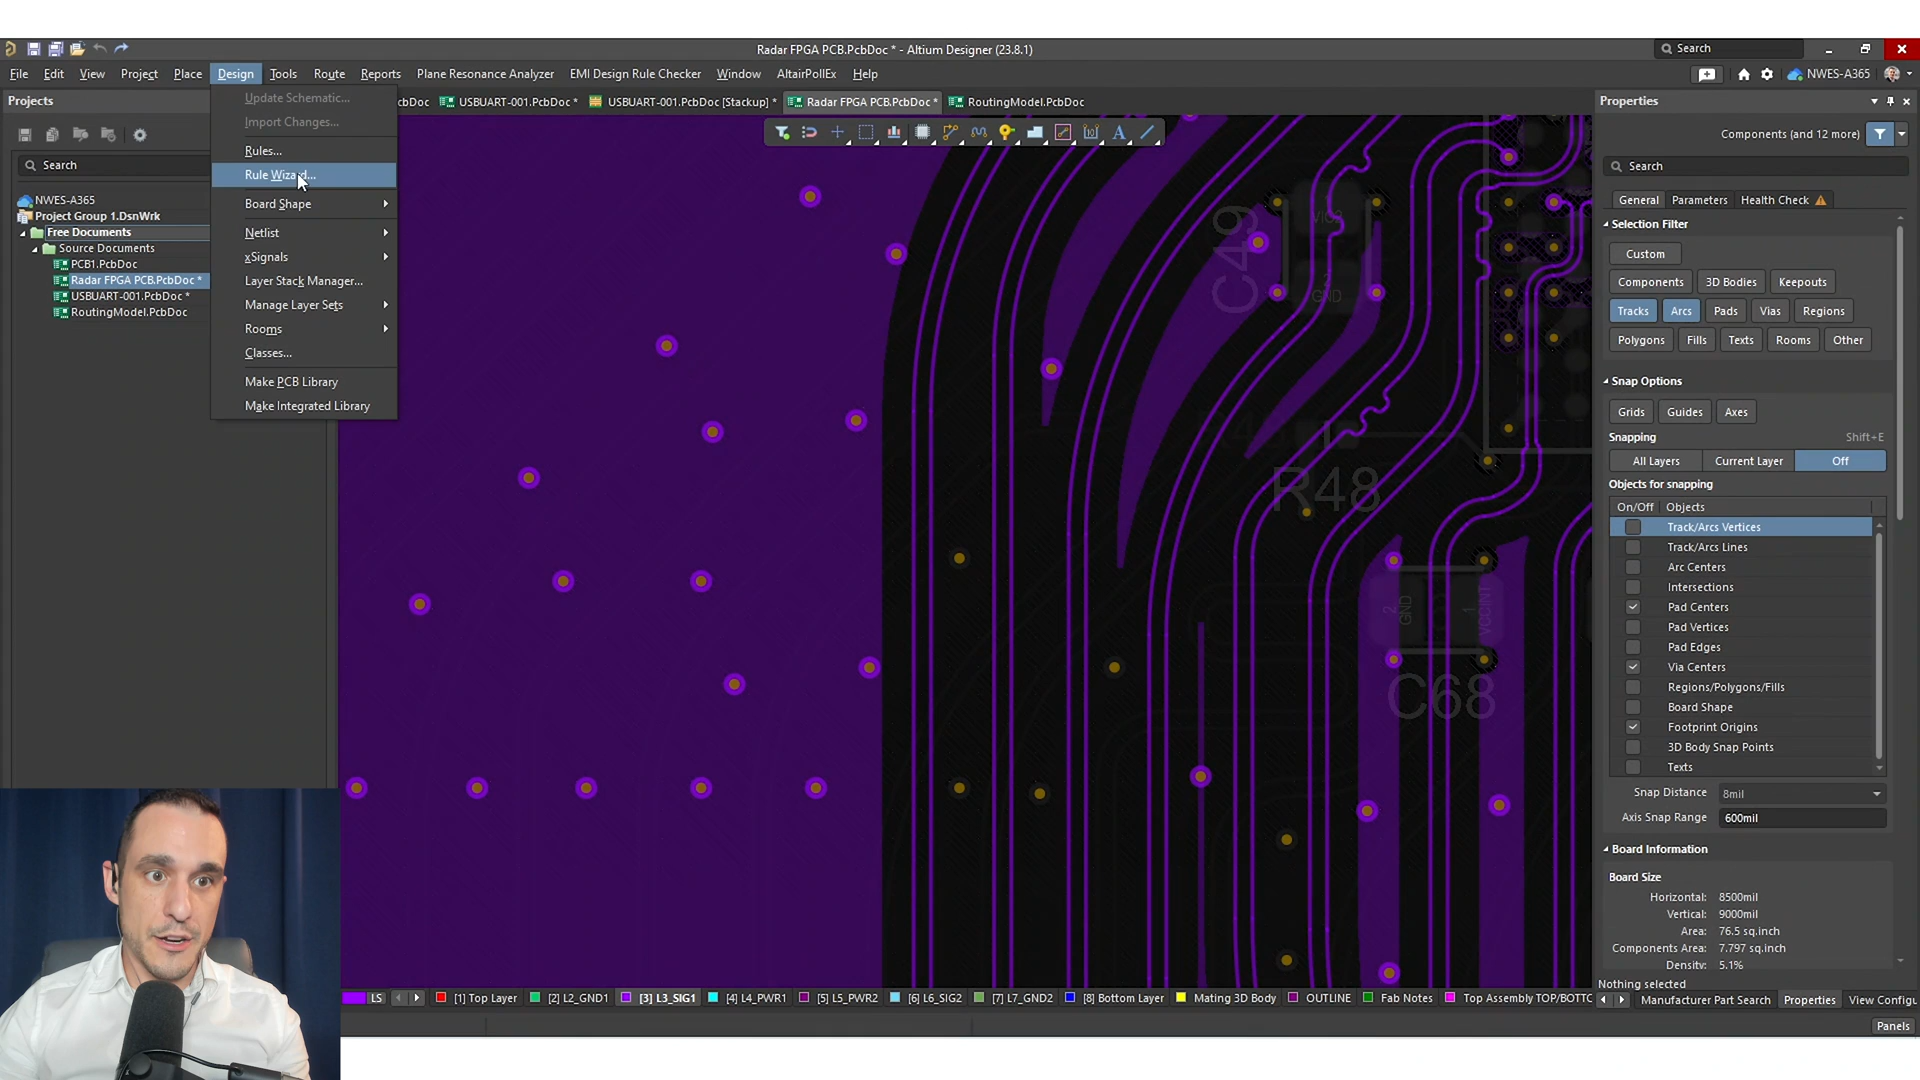 Radar FPGA PCB.PcbDoc * - Altium Designer (23.8.1)
Search
File Edit View Project Place Design Tools Route Reports Plane Resonance Analyzer EMI Design Rule Checker Window AltairPollEx Help
NWES-A365
Projects
cbDoc USBUART-001.PcbDoc * USBUART-001.PcbDoc [Stackup] * Radar FPGA PCB.PcbDoc * RoutingModel.PcbDoc
Search
NWES-A365
Project Group 1.DsnWrk
Free Documents
Source Documents
PCB1.PcbDoc
Radar FPGA PCB.PcbDoc *
USBUART-001.PcbDoc *
RoutingModel.PcbDoc
Update Schematic...
Import Changes...
Rules...
Rule Wizard...
Board Shape
Netlist
xSignals
Layer Stack Manager...
Manage Layer Sets
Rooms
Classes...
Make PCB Library
Make Integrated Library
C49
GND
R48
2
GND
1
VCCINT
C68
Properties
Components (and 12 more)
Search
General Parameters Health Check
Selection Filter
Custom
Components 3D Bodies Keepouts
Tracks Arcs Pads Vias Regions
Polygons Fills Texts Rooms Other
Snap Options
Grids Guides Axes
Snapping Shift+E
All Layers Current Layer Off
Objects for snapping
On/Off Objects
Track/Arcs Vertices
Track/Arcs Lines
Arc Centers
Intersections
Pad Centers
Pad Vertices
Pad Edges
Via Centers
Regions/Polygons/Fills
Board Shape
Footprint Origins
3D Body Snap Points
Texts
Snap Distance 8mil
Axis Snap Range 600mil
Board Information
Board Size
Horizontal: 8500mil
Vertical: 9000mil
Area: 76.5 sq.inch
Components Area: 7.797 sq.inch
Density: 5.1%
Nothing selected
LS [1] Top Layer [2] L2_GND1 [3] L3_SIG1 [4] L4_PWR1 [5] L5_PWR2 [6] L6_SIG2 [7] L7_GND2 [8] Bottom Layer Mating 3D Body OUTLINE Fab Notes Top Assembly TOP/BOTTC
Manufacturer Part Search Properties View Configu
Panels